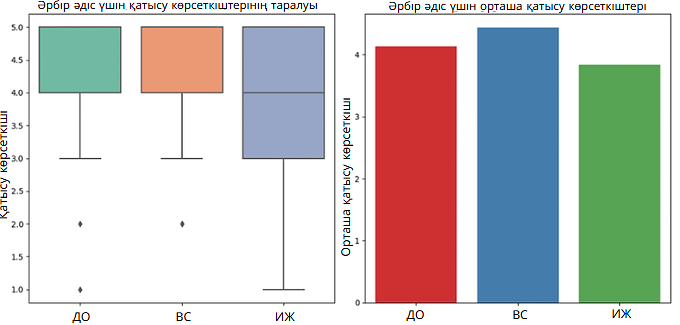 Әрбір әдіс үшін қатысу көрсеткіштерінің таралуы
Қатысу көрсеткіші
5.0
4.5
4.0
3.5
3.0
2.5
2.0
1.5
1.0
ДО ВС ИЖ
Әрбір әдіс үшін орташа қатысу көрсеткіштері
Орташа қатысу көрсеткіші
4
3
2
1
0
ДО ВС ИЖ